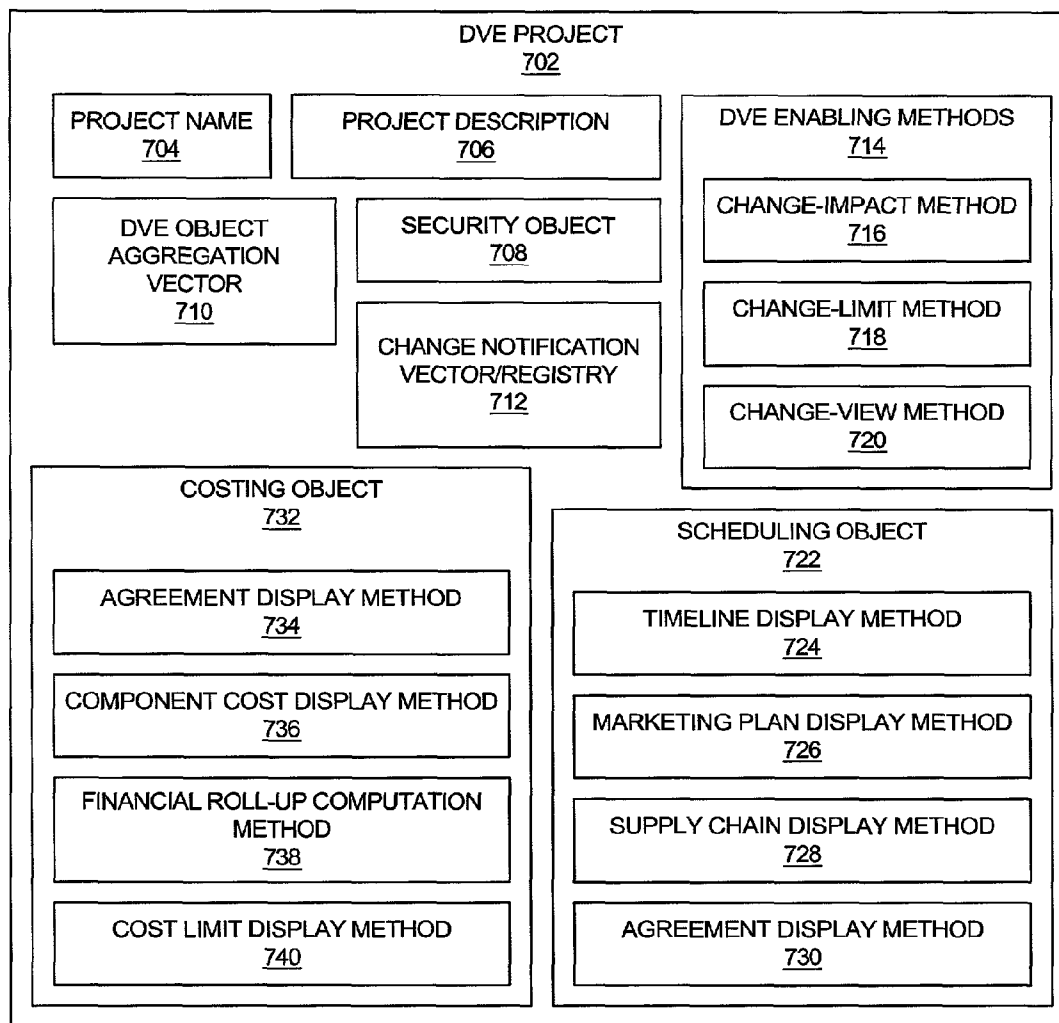 DVE PROJECT
702
PROJECT NAME
704
PROJECT DESCRIPTION
706
DVE OBJECT
AGGREGATION
VECTOR
710
SECURITY OBJECT
708
CHANGE NOTIFICATION
VECTOR/REGISTRY
712
DVE ENABLING METHODS
714
CHANGE-IMPACT METHOD
716
CHANGE-LIMIT METHOD
718
CHANGE-VIEW METHOD
720
COSTING OBJECT
732
AGREEMENT DISPLAY METHOD
734
COMPONENT COST DISPLAY METHOD
736
FINANCIAL ROLL-UP COMPUTATION
METHOD
738
COST LIMIT DISPLAY METHOD
740
SCHEDULING OBJECT
722
TIMELINE DISPLAY METHOD
724
MARKETING PLAN DISPLAY METHOD
726
SUPPLY CHAIN DISPLAY METHOD
728
AGREEMENT DISPLAY METHOD
730